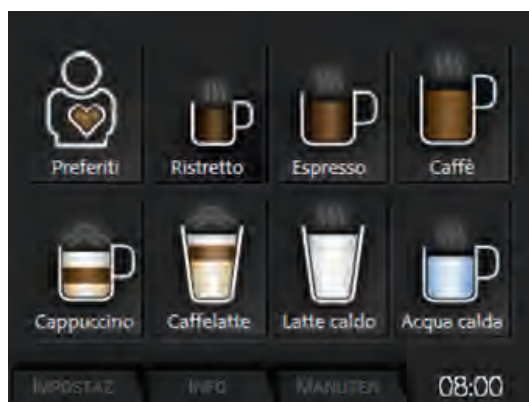 Preferiti Ristretto Espresso Caffè
Cappuccino Caffelatte Latte caldo Acqua calda
IMPOSTAZ INFO MANUTEN 08:00